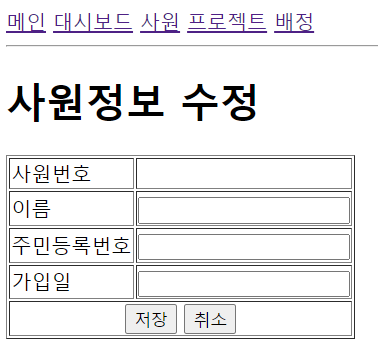 메인 대시보드 사원 프로젝트 배정
사원정보 수정
사원번호
이름
주민등록번호
가입일
저장 취소